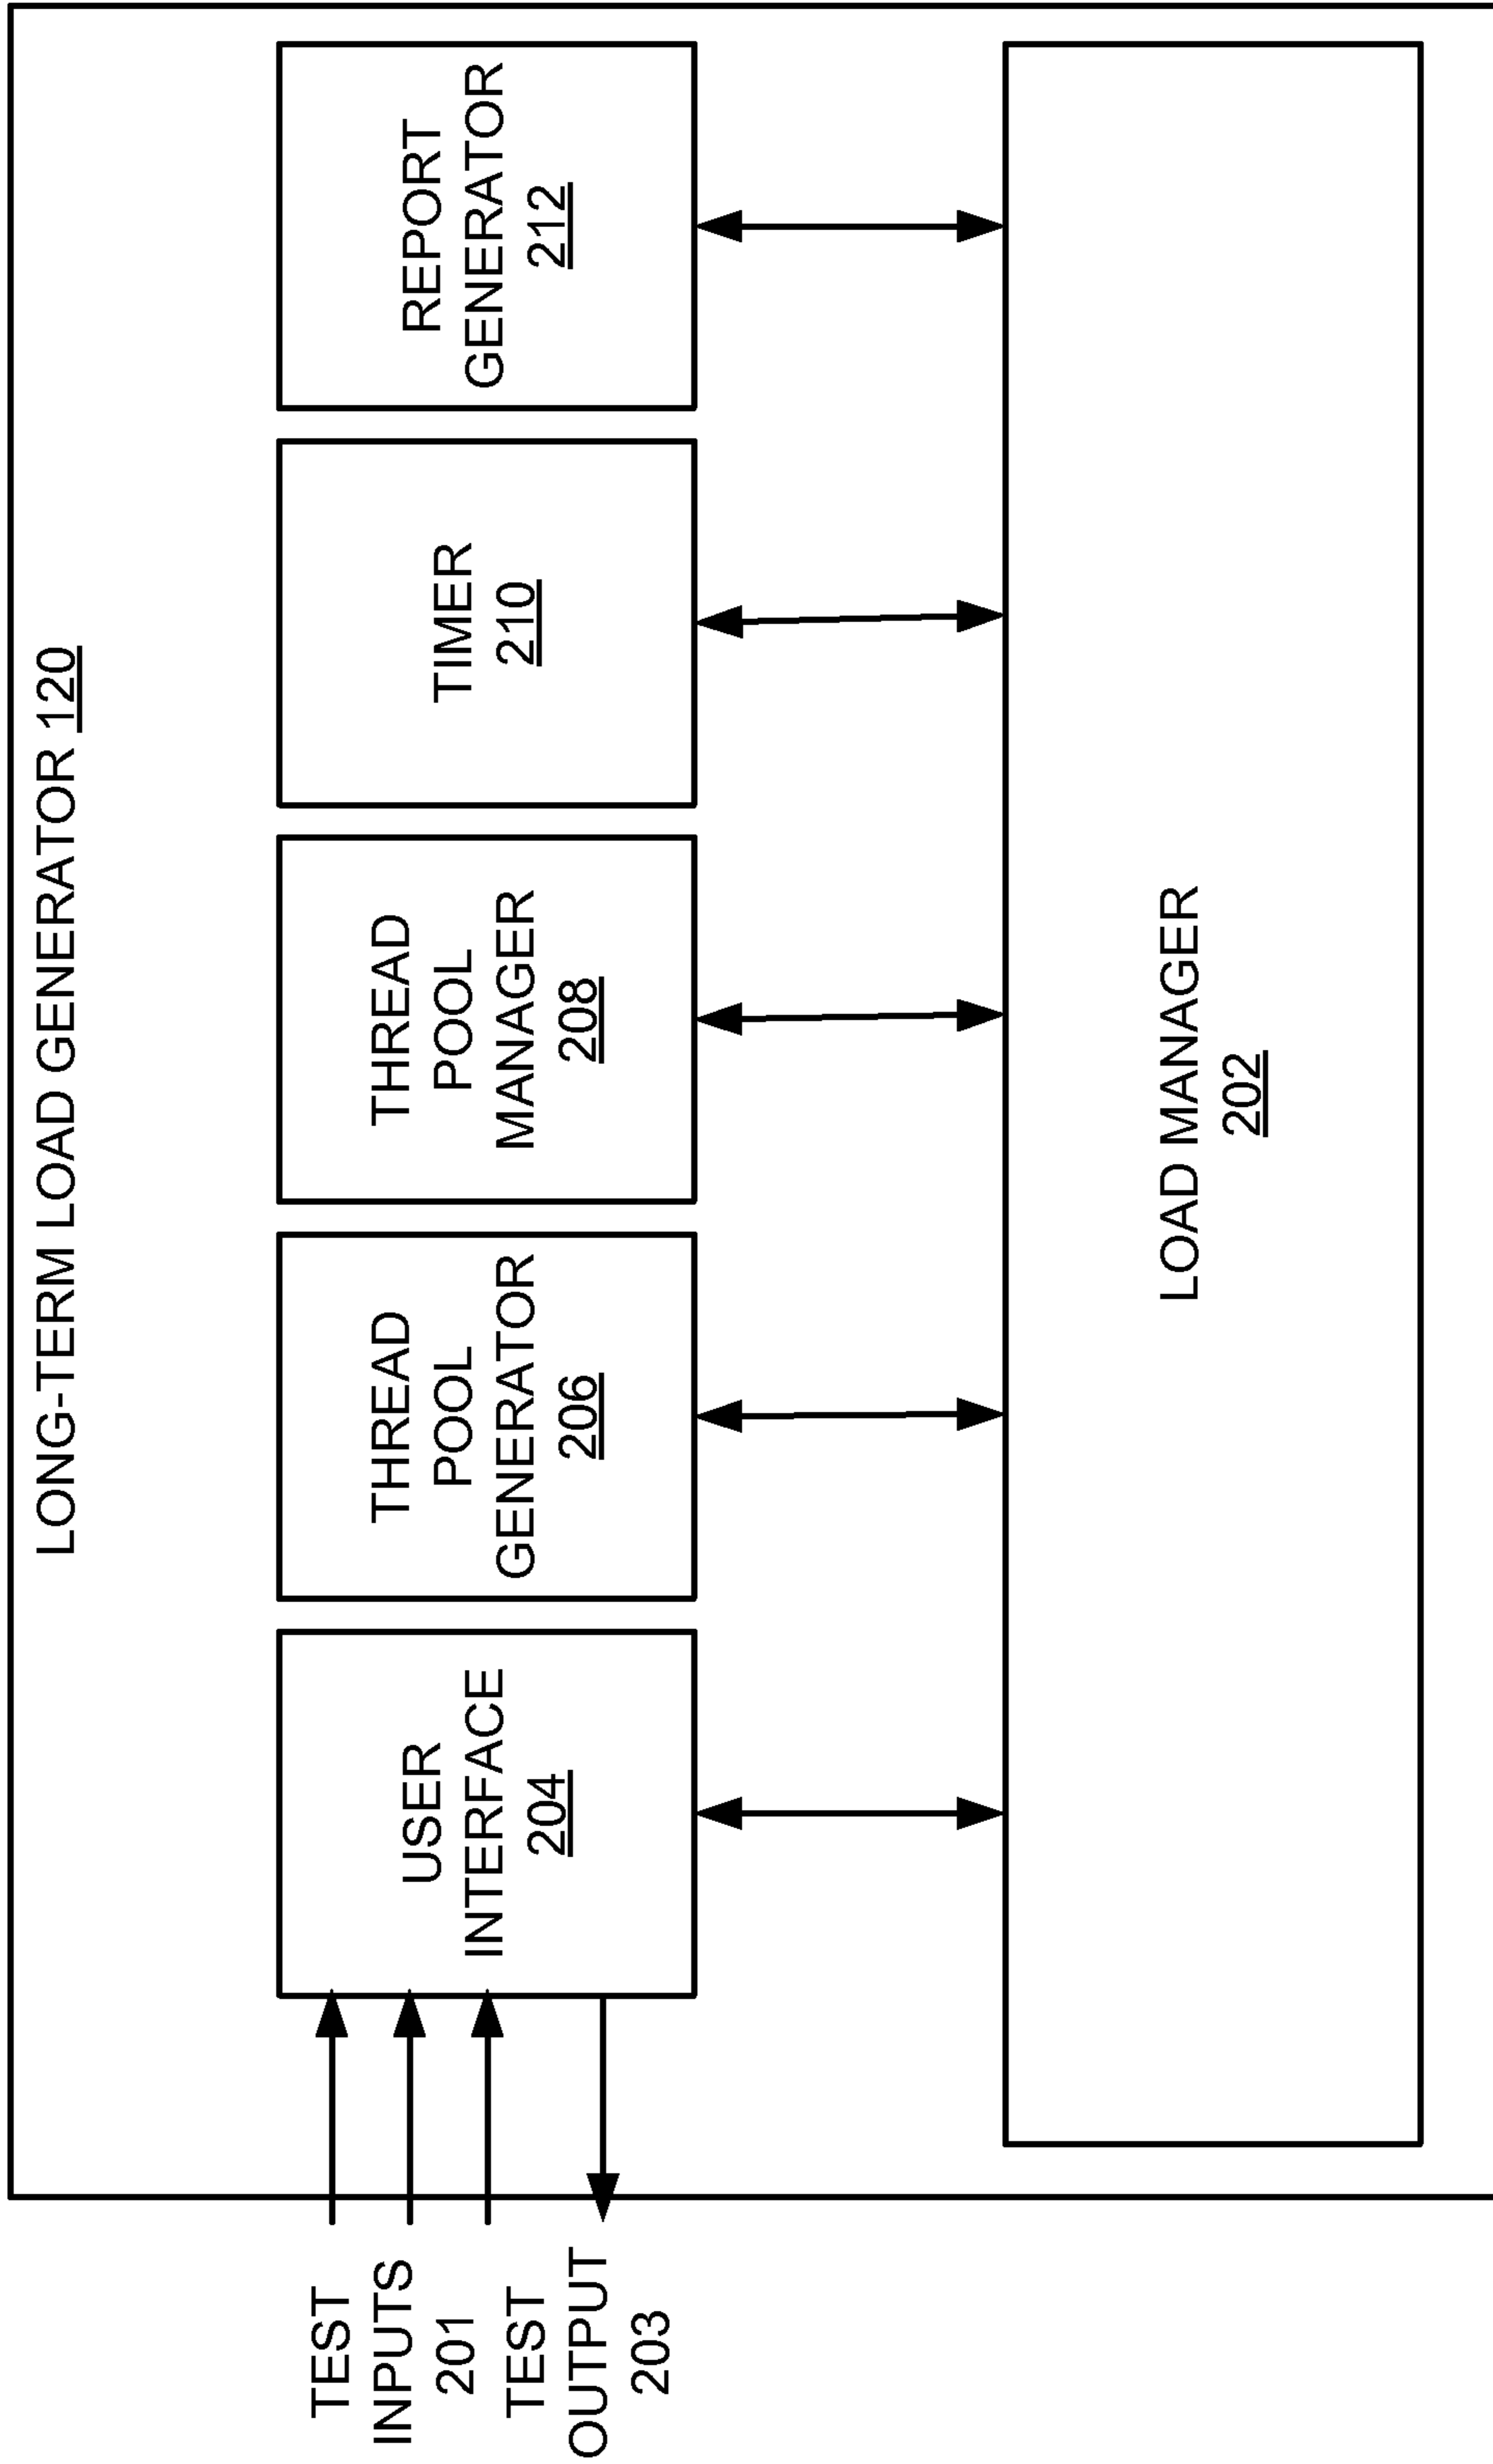 LONG-TERM LOAD GENERATOR 120
TEST
INPUTS
201
TEST
OUTPUT
203
USER
INTERFACE
204
THREAD
POOL
GENERATOR
206
THREAD
POOL
MANAGER
208
TIMER
210
REPORT
GENERATOR
212
LOAD MANAGER
202